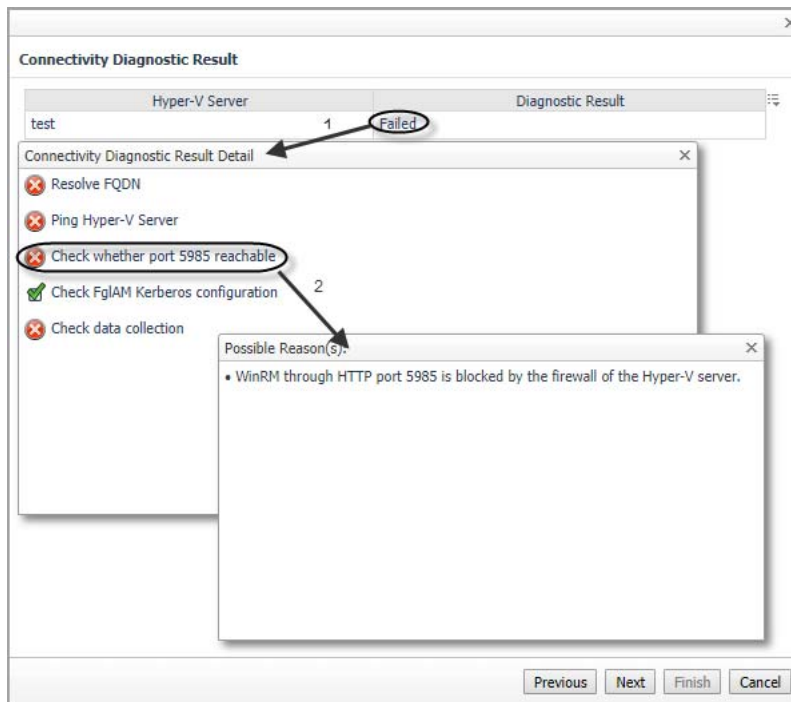 Connectivity Diagnostic Result
Hyper-V Server Diagnostic Result
test 1 Failed
Connectivity Diagnostic Result Detail
Resolve FQDN
Ping Hyper-V Server
Check whether port 5985 reachable
Check FglAM Kerberos configuration 2
Check data collection
Possible Reason(s):
• WinRM through HTTP port 5985 is blocked by the firewall of the Hyper-V server.
Previous Next Finish Cancel